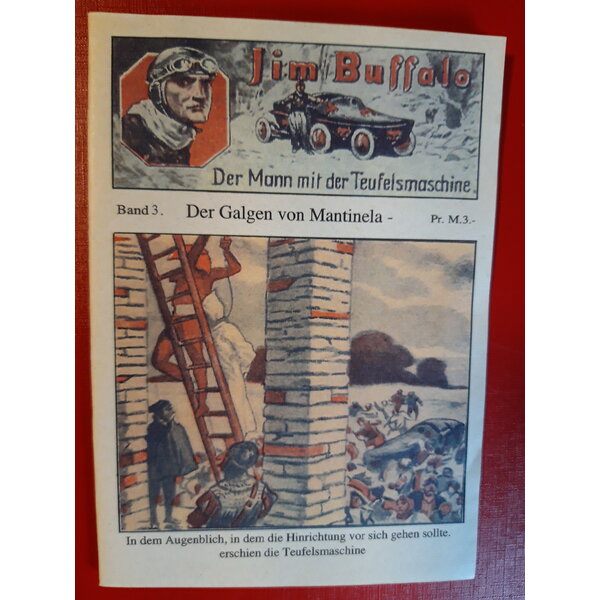 Jim Buffalo
Der Mann mit der Teufelsmaschine.
Band 3. Der Galgen von Mantinela - Pr. M.3.-
In dem Augenblich, in dem die Hinrichtung vor sich gehen sollte.
erschien die Teufelsmaschine